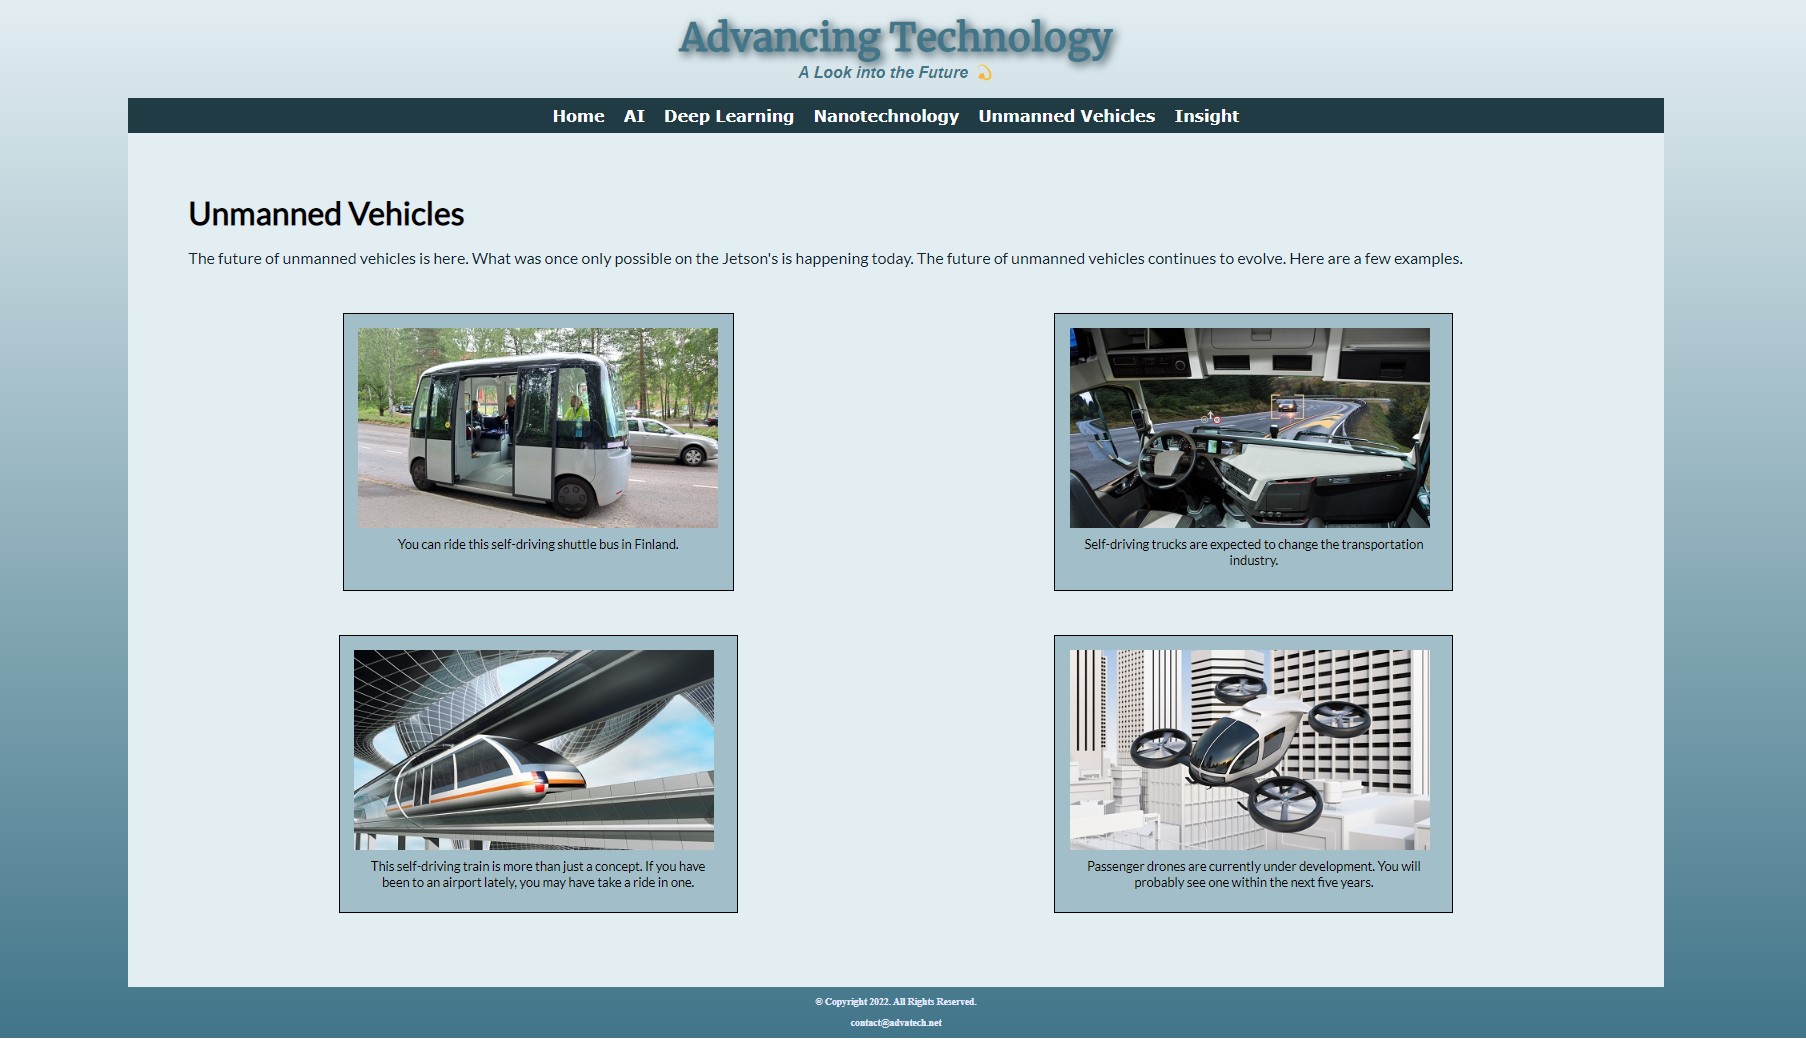 Advancing Technology
A Look into the Future 💫
Home AI Deep Learning Nanotechnology Unmanned Vehicles Insight
Unmanned Vehicles
The future of unmanned vehicles is here. What was once only possible on the Jetson's is happening today. The future of unmanned vehicles continues to evolve. Here are a few examples.
You can ride this self-driving shuttle bus in Finland.
Self-driving trucks are expected to change the transportation
industry.
This self-driving train is more than just a concept. If you have
been to an airport lately, you may have take a ride in one.
Passenger drones are currently under development. You will
probably see one within the next five years.
© Copyright 2022. All Rights Reserved.
contact@advatech.net